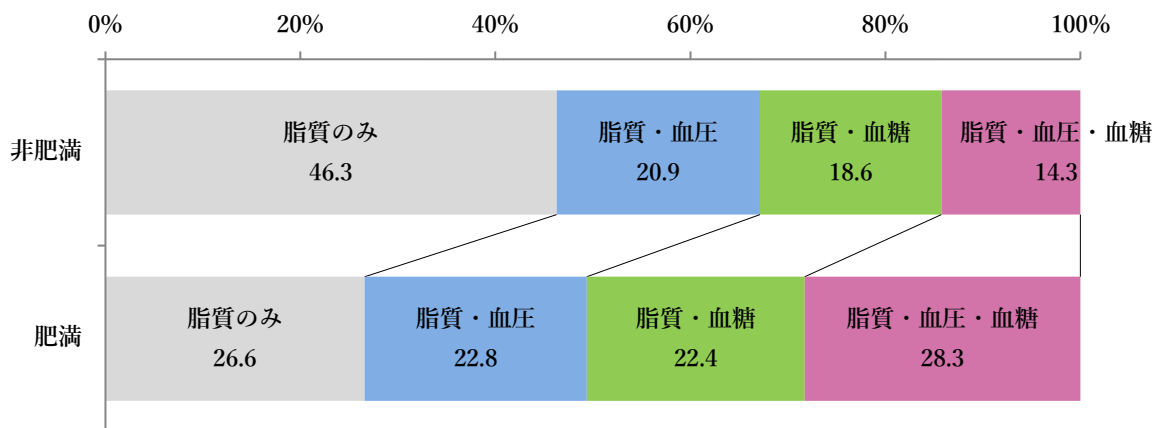 0% 20% 40% 60% 80% 100%
非肥満
脂質のみ 脂質・血圧 脂質・血糖 脂質・血圧・血糖
46.3 20.9 18.6 14.3
肥満
脂質のみ 脂質・血圧 脂質・血糖 脂質・血圧・血糖
26.6 22.8 22.4 28.3